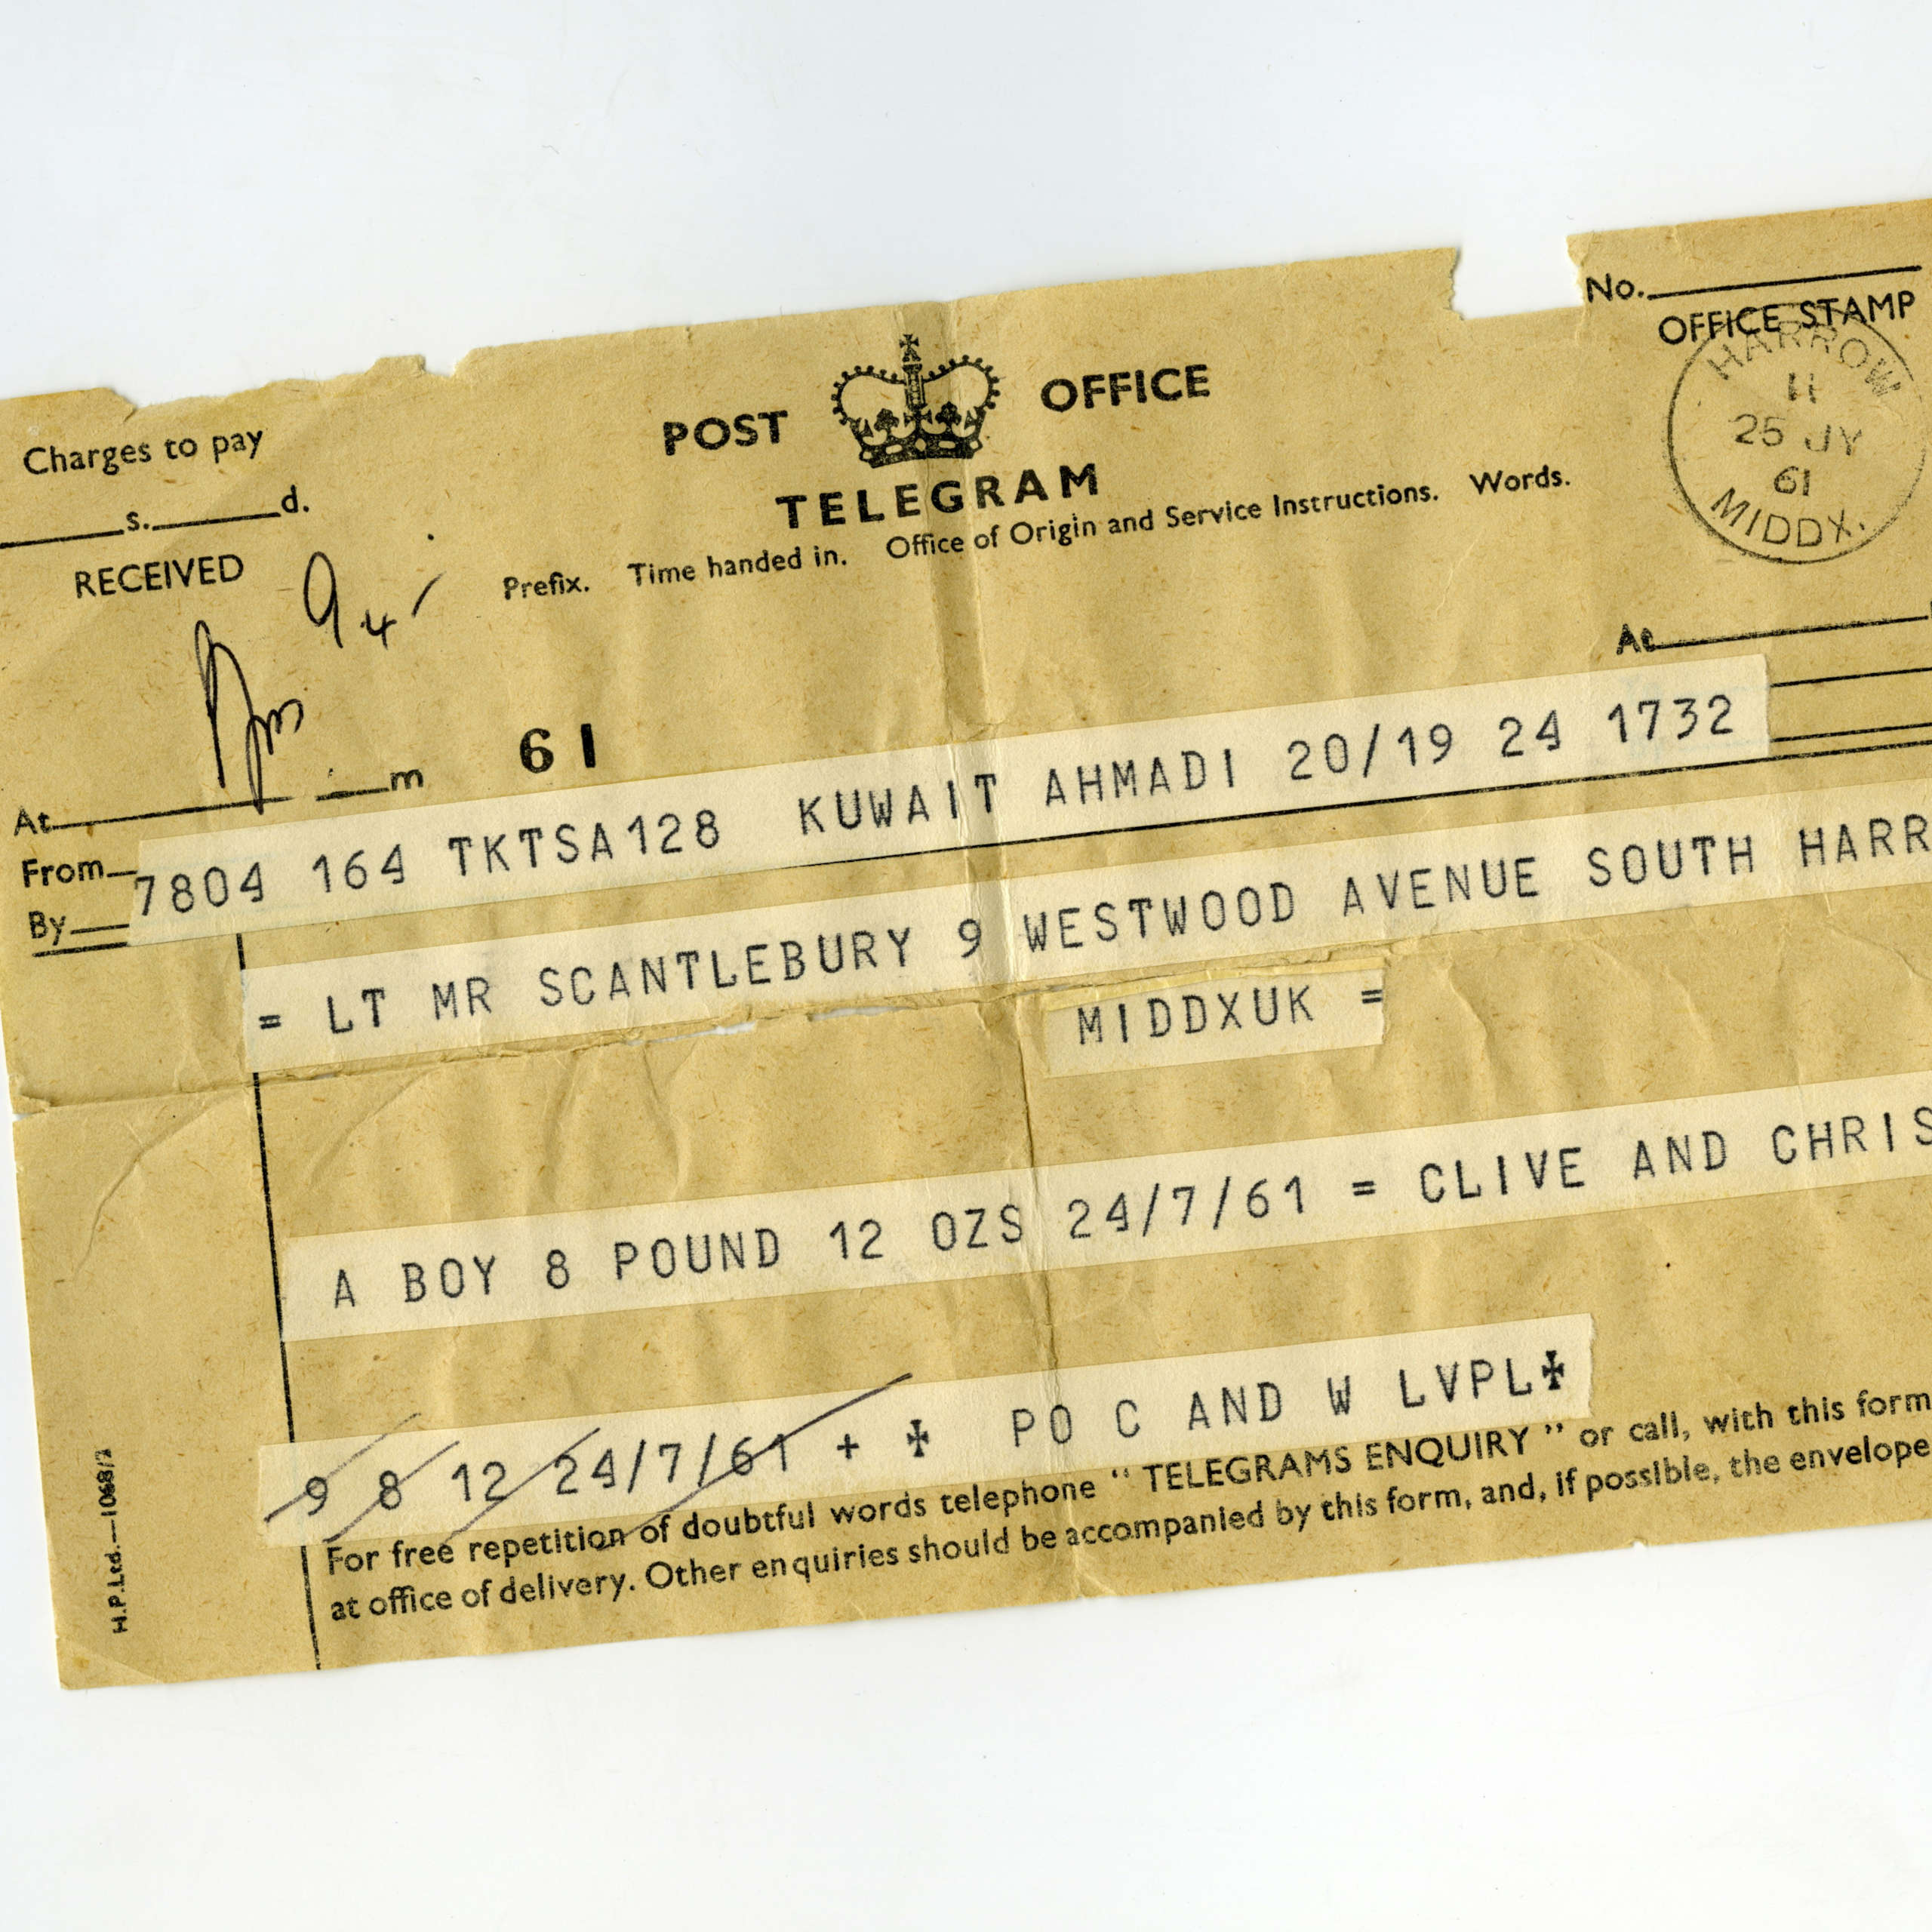 No.
OFFICE STAMP
HARROW
11
25 JY
61
MIDDX.
Charges to pay
s. d.
RECEIVED
POST OFFICE
TELEGRAM
Prefix. Time handed in. Office of Origin and Service Instructions. Words.
94
61
At m
At
From
By
7804 164 TKTSA128 KUWAIT AHMADI 20/19 24 1732
= LT MR SCANTLEBURY 9 WESTWOOD AVENUE SOUTH HARR
MIDDXUK =
A BOY 8 POUND 12 OZS 24/7/61 = CLIVE AND CHRIS
9 8 12 24/7/61 + ✠ PO C AND W LVPL✠
For free repetition of doubtful words telephone "TELEGRAMS ENQUIRY" or call, with this form
at office of delivery. Other enquiries should be accompanied by this form, and, if possible, the envelope
H.P.Ltd.—1068/2